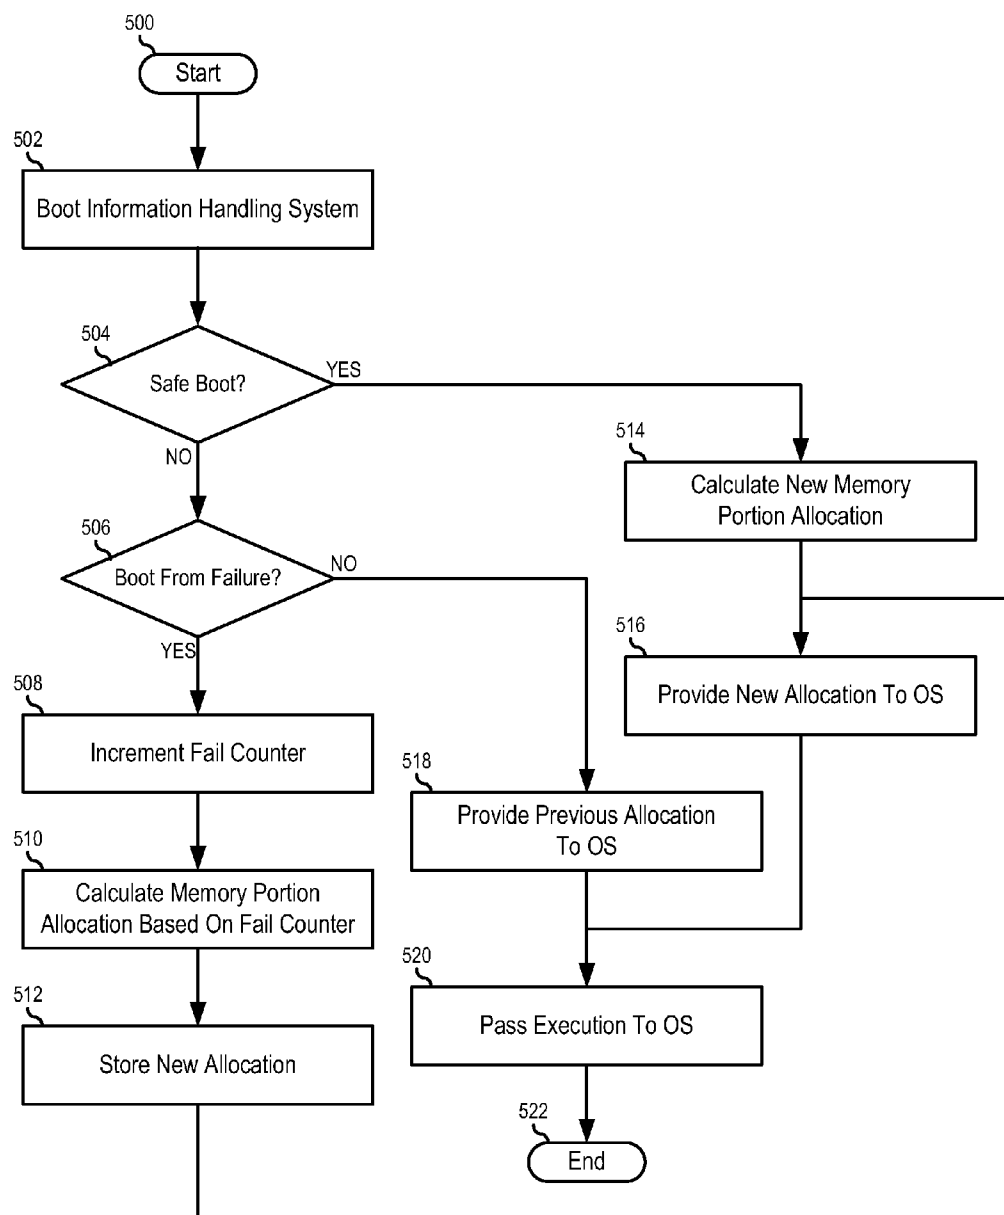 500
Start
502
Boot Information Handling System
504
Safe Boot?
YES
NO
514
Calculate New Memory
Portion Allocation
506
Boot From Failure?
NO
YES
516
Provide New Allocation To OS
508
Increment Fail Counter
518
Provide Previous Allocation
To OS
510
Calculate Memory Portion
Allocation Based On Fail Counter
520
Pass Execution To OS
512
Store New Allocation
522
End